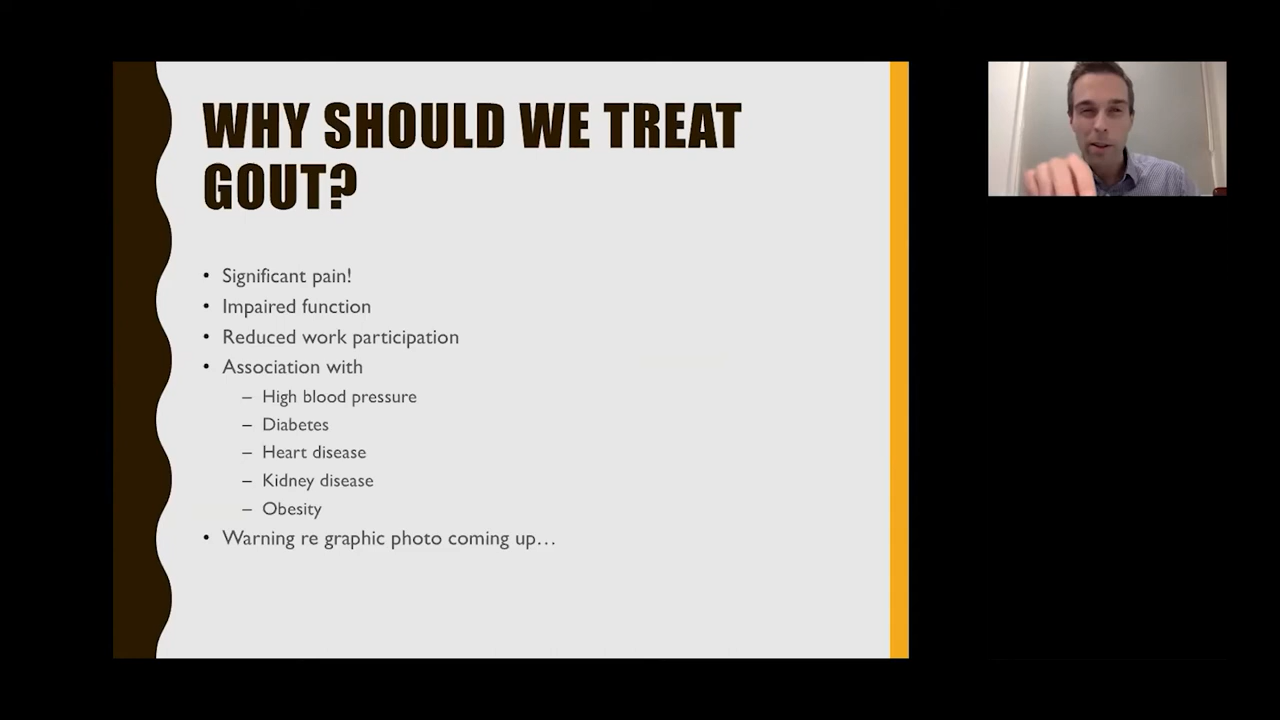 WHY SHOULD WE TREAT
GOUT?
• Significant pain!
• Impaired function
• Reduced work participation
• Association with
– High blood pressure
– Diabetes
– Heart disease
– Kidney disease
– Obesity
• Warning re graphic photo coming up…